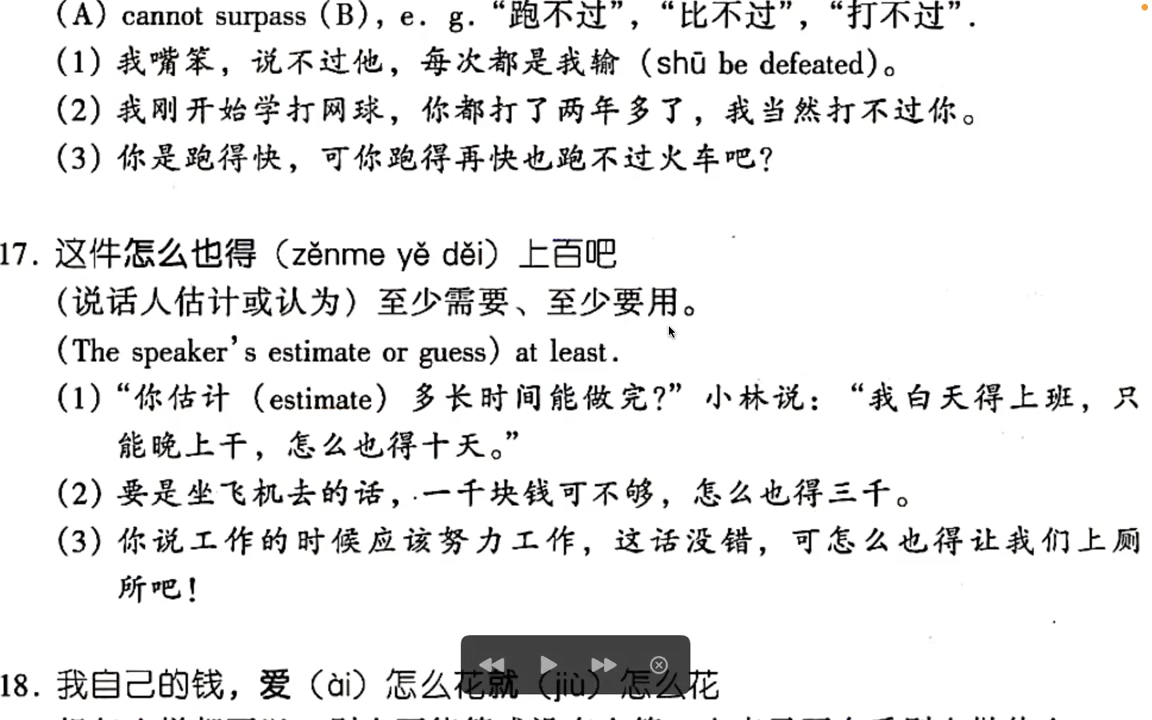 (A) cannot surpass (B), e. g. “跑不过”, “比不过”, “打不过”.
(1) 我嘴笨，说不过他，每次都是我输（shū be defeated)。
(2) 我刚开始学打网球，你都打了两年多了，我当然打不过你。
(3) 你是跑得快，可你跑得再快也跑不过火车吧？
17. 这件怎么也得（zěnme yě děi）上百吧
（说话人估计或认为）至少需要、至少要用。
(The speaker's estimate or guess) at least.
(1) “你估计（estimate）多长时间能做完?” 小林说：“我白天得上班，只
能晚上干，怎么也得十天。”
(2) 要是坐飞机去的话，一千块钱可不够，怎么也得三千。
(3) 你说工作的时候应该努力工作，这话没错，可怎么也得让我们上厕
所吧！
18. 我自己的钱，爱（ài）怎么花就（jiù）怎么花